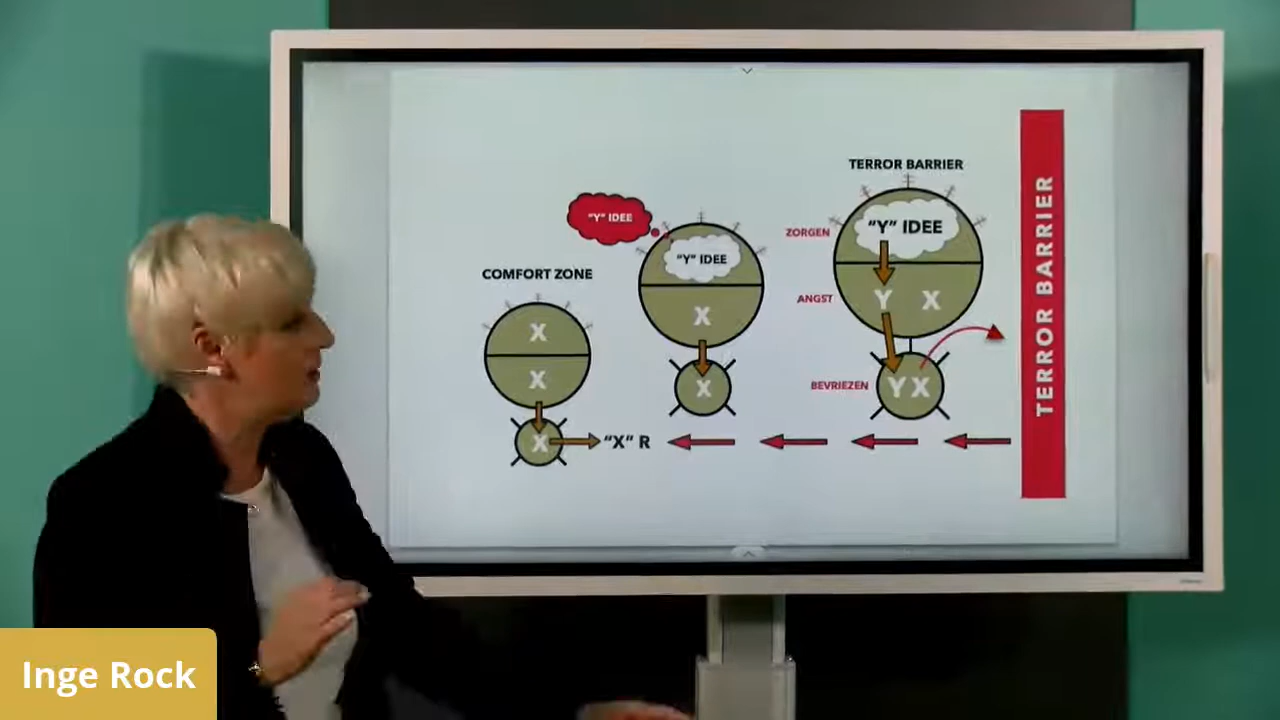 TERROR BARRIER
"Y" IDEE
"Y" IDEE
ZORGEN
"Y" IDEE
COMFORT ZONE
X
X
X
"X" R
X
X
ANGST
Y X
BEVRIEZEN
Y X
TERROR BARRIER
Inge Rock